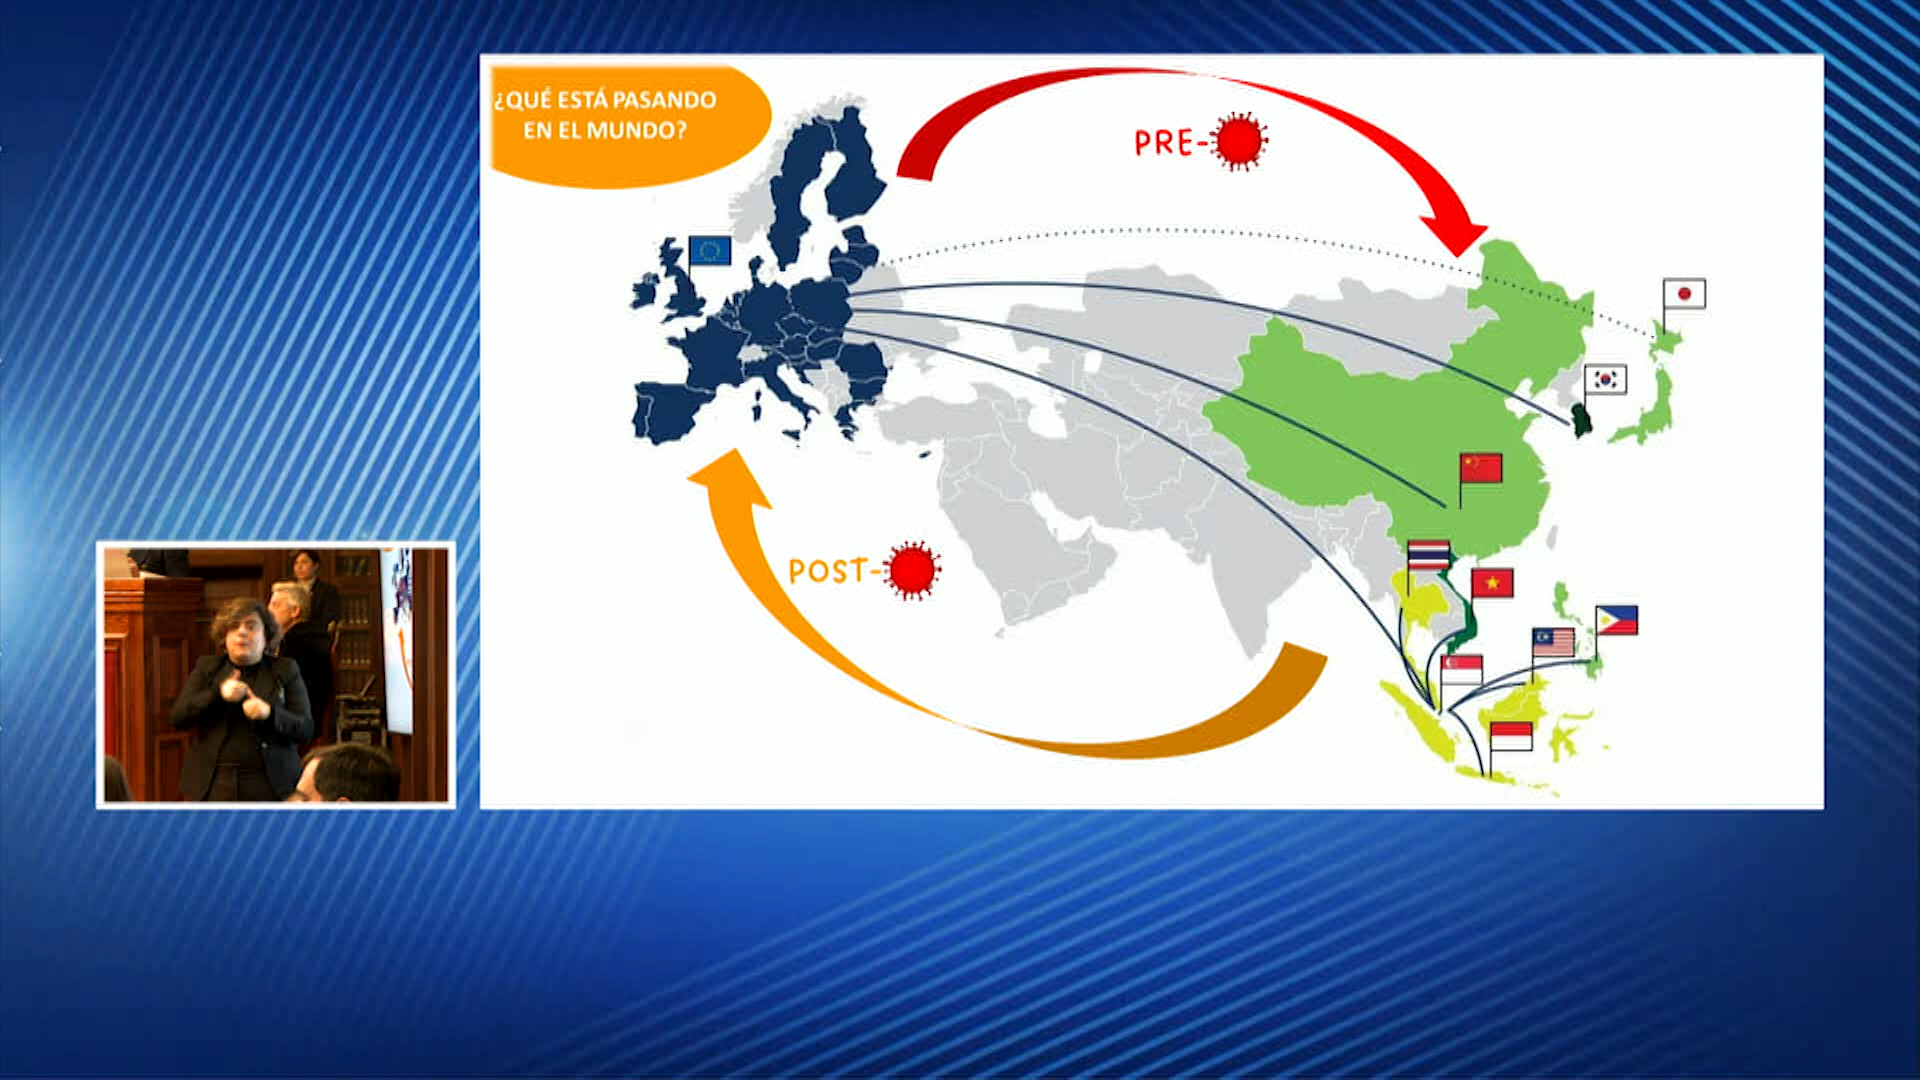 ¿QUÉ ESTÁ PASANDO
EN EL MUNDO?
PRE-
POST-